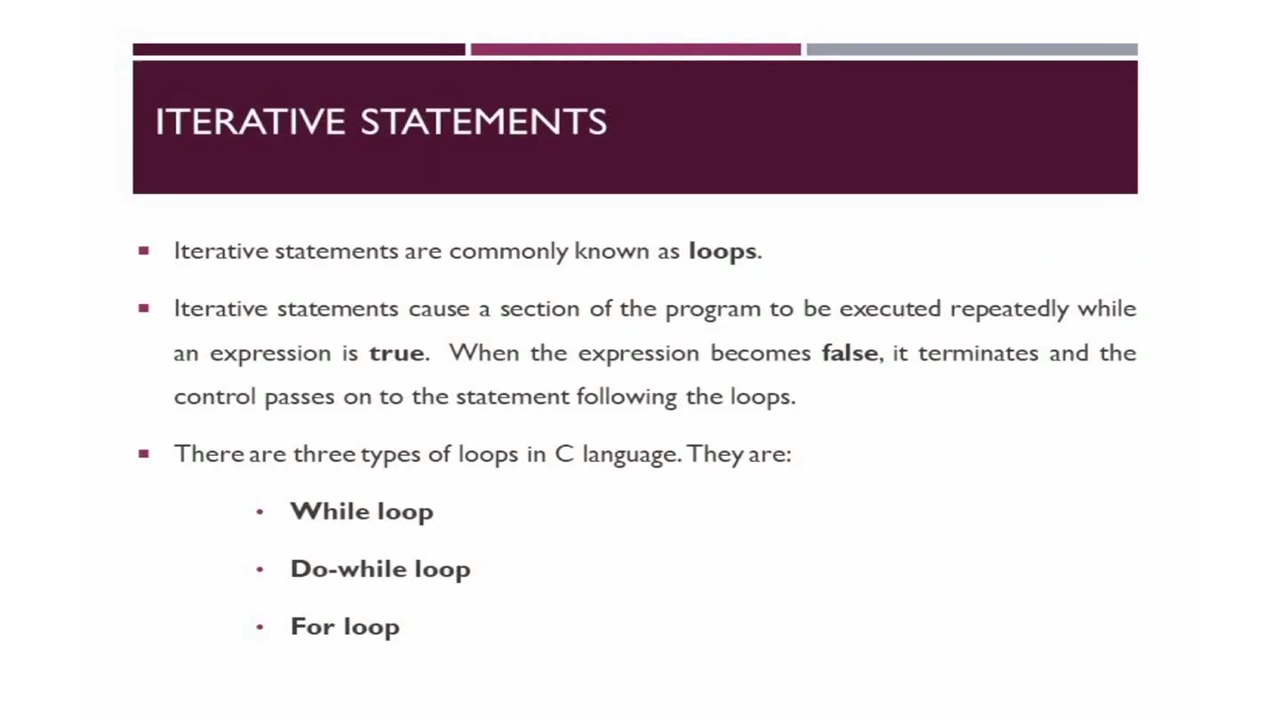 ITERATIVE STATEMENTS
▪ Iterative statements are commonly known as loops.
▪ Iterative statements cause a section of the program to be executed repeatedly while
an expression is true. When the expression becomes false, it terminates and the
control passes on to the statement following the loops.
▪ There are three types of loops in C language. They are:
• While loop
• Do-while loop
• For loop